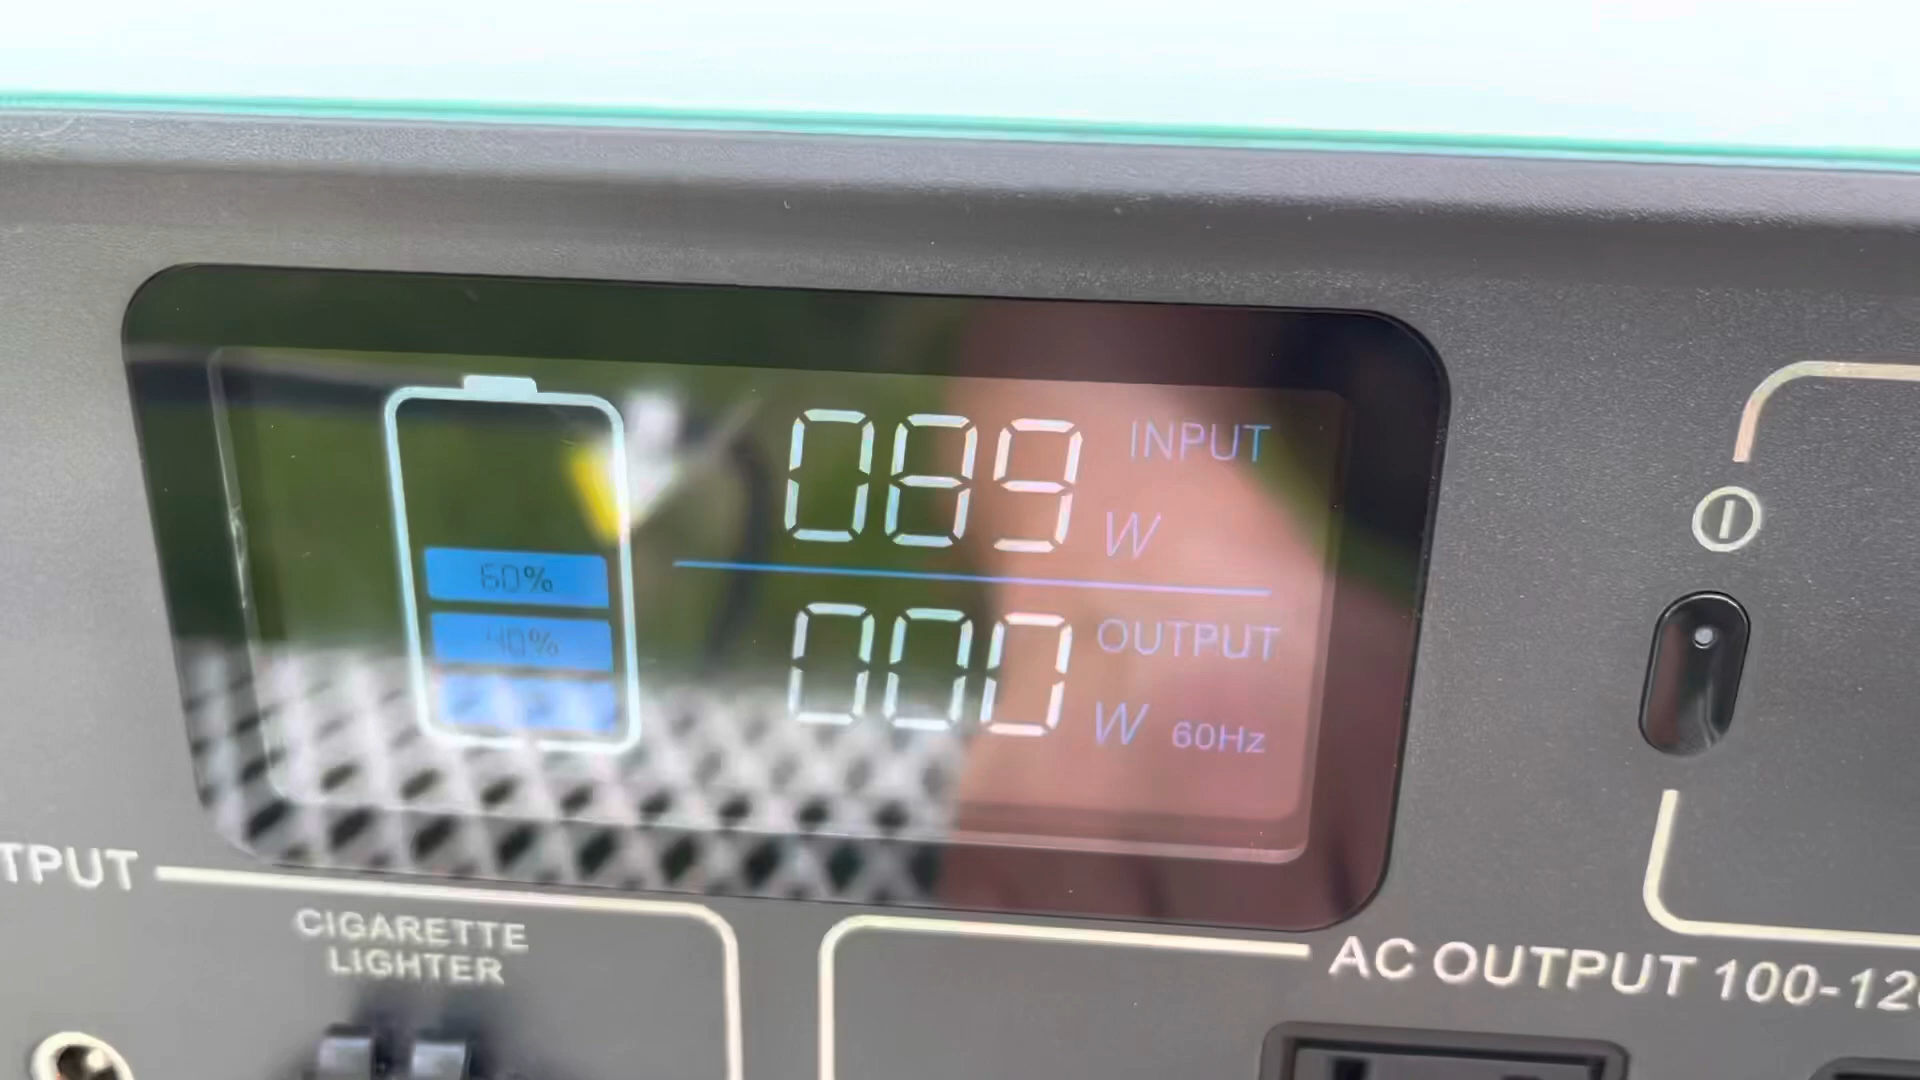 089 INPUT
W
60%
40%
000 OUTPUT
W 60Hz
TPUT
CIGARETTE
LIGHTER
AC OUTPUT 100-12